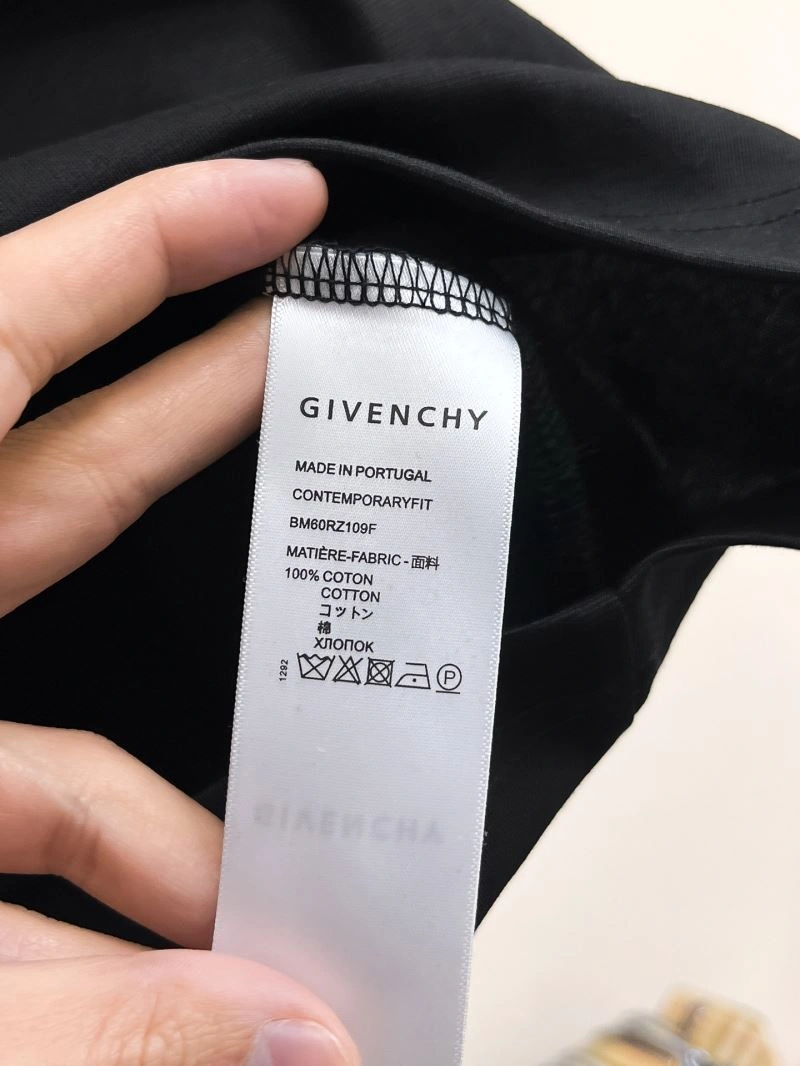 GIVENCHY
MADE IN PORTUGAL
CONTEMPORARYFIT
BM60RZ109F
MATIÈRE-FABRIC - 面料
100% COTON
COTTON
コットン
棉
ХЛОПОК
1292
P
GIVENCHY